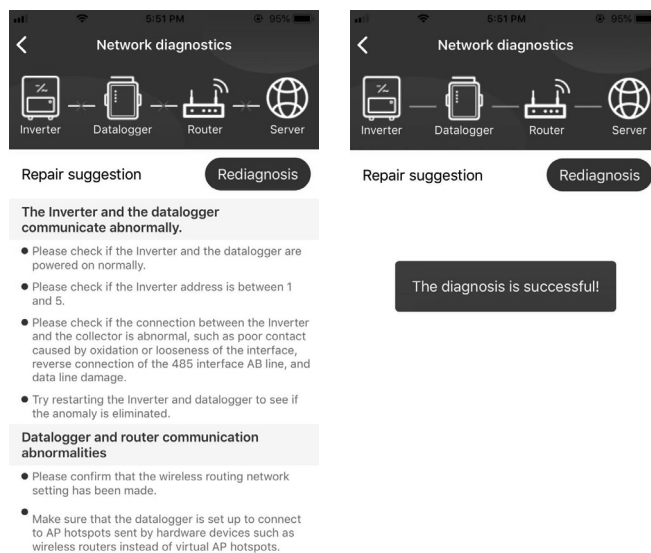 5:51 PM
95%
Network diagnostics
Inverter Datalogger Router Server
Repair suggestion Rediagnosis
The Inverter and the datalogger
communicate abnormally.
Please check if the Inverter and the datalogger are
powered on normally.
Please check if the Inverter address is between 1
and 5.
Please check if the connection between the Inverter
and the collector is abnormal, such as poor contact
caused by oxidation or looseness of the interface,
reverse connection of the 485 interface AB line, and
data line damage.
Try restarting the Inverter and datalogger to see if
the anomaly is eliminated.
Datalogger and router communication
abnormalities
Please confirm that the wireless routing network
setting has been made.
Make sure that the datalogger is set up to connect
to AP hotspots sent by hardware devices such as
wireless routers instead of virtual AP hotspots.
5:51 PM
95%
Network diagnostics
Inverter Datalogger Router Server
Repair suggestion Rediagnosis
The diagnosis is successful!